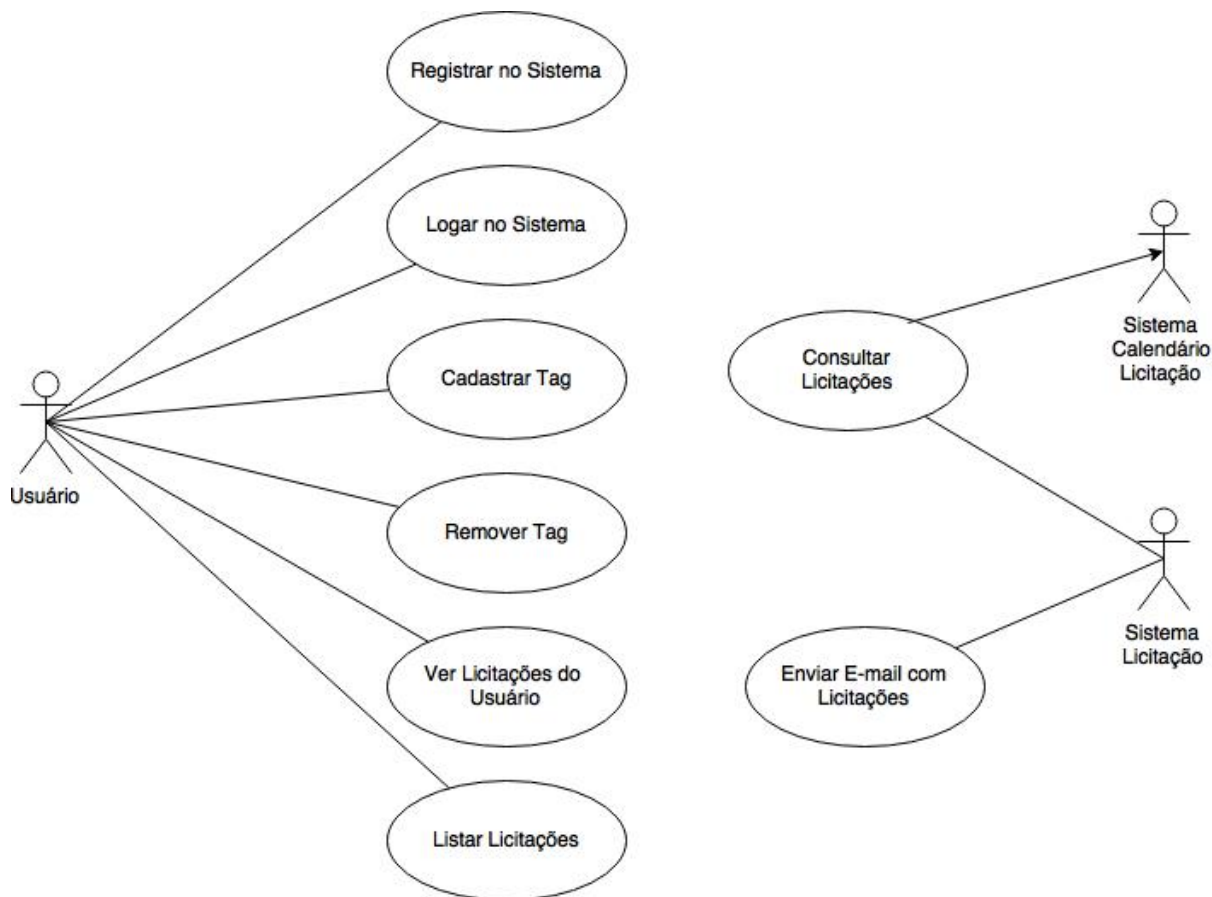 Registrar no Sistema
Logar no Sistema
Cadastrar Tag
Usuário
Remover Tag
Ver Licitações do
Usuário
Listar Licitações
Consultar
Licitações
Sistema
Calendário
Licitação
Enviar E-mail com
Licitações
Sistema
Licitação